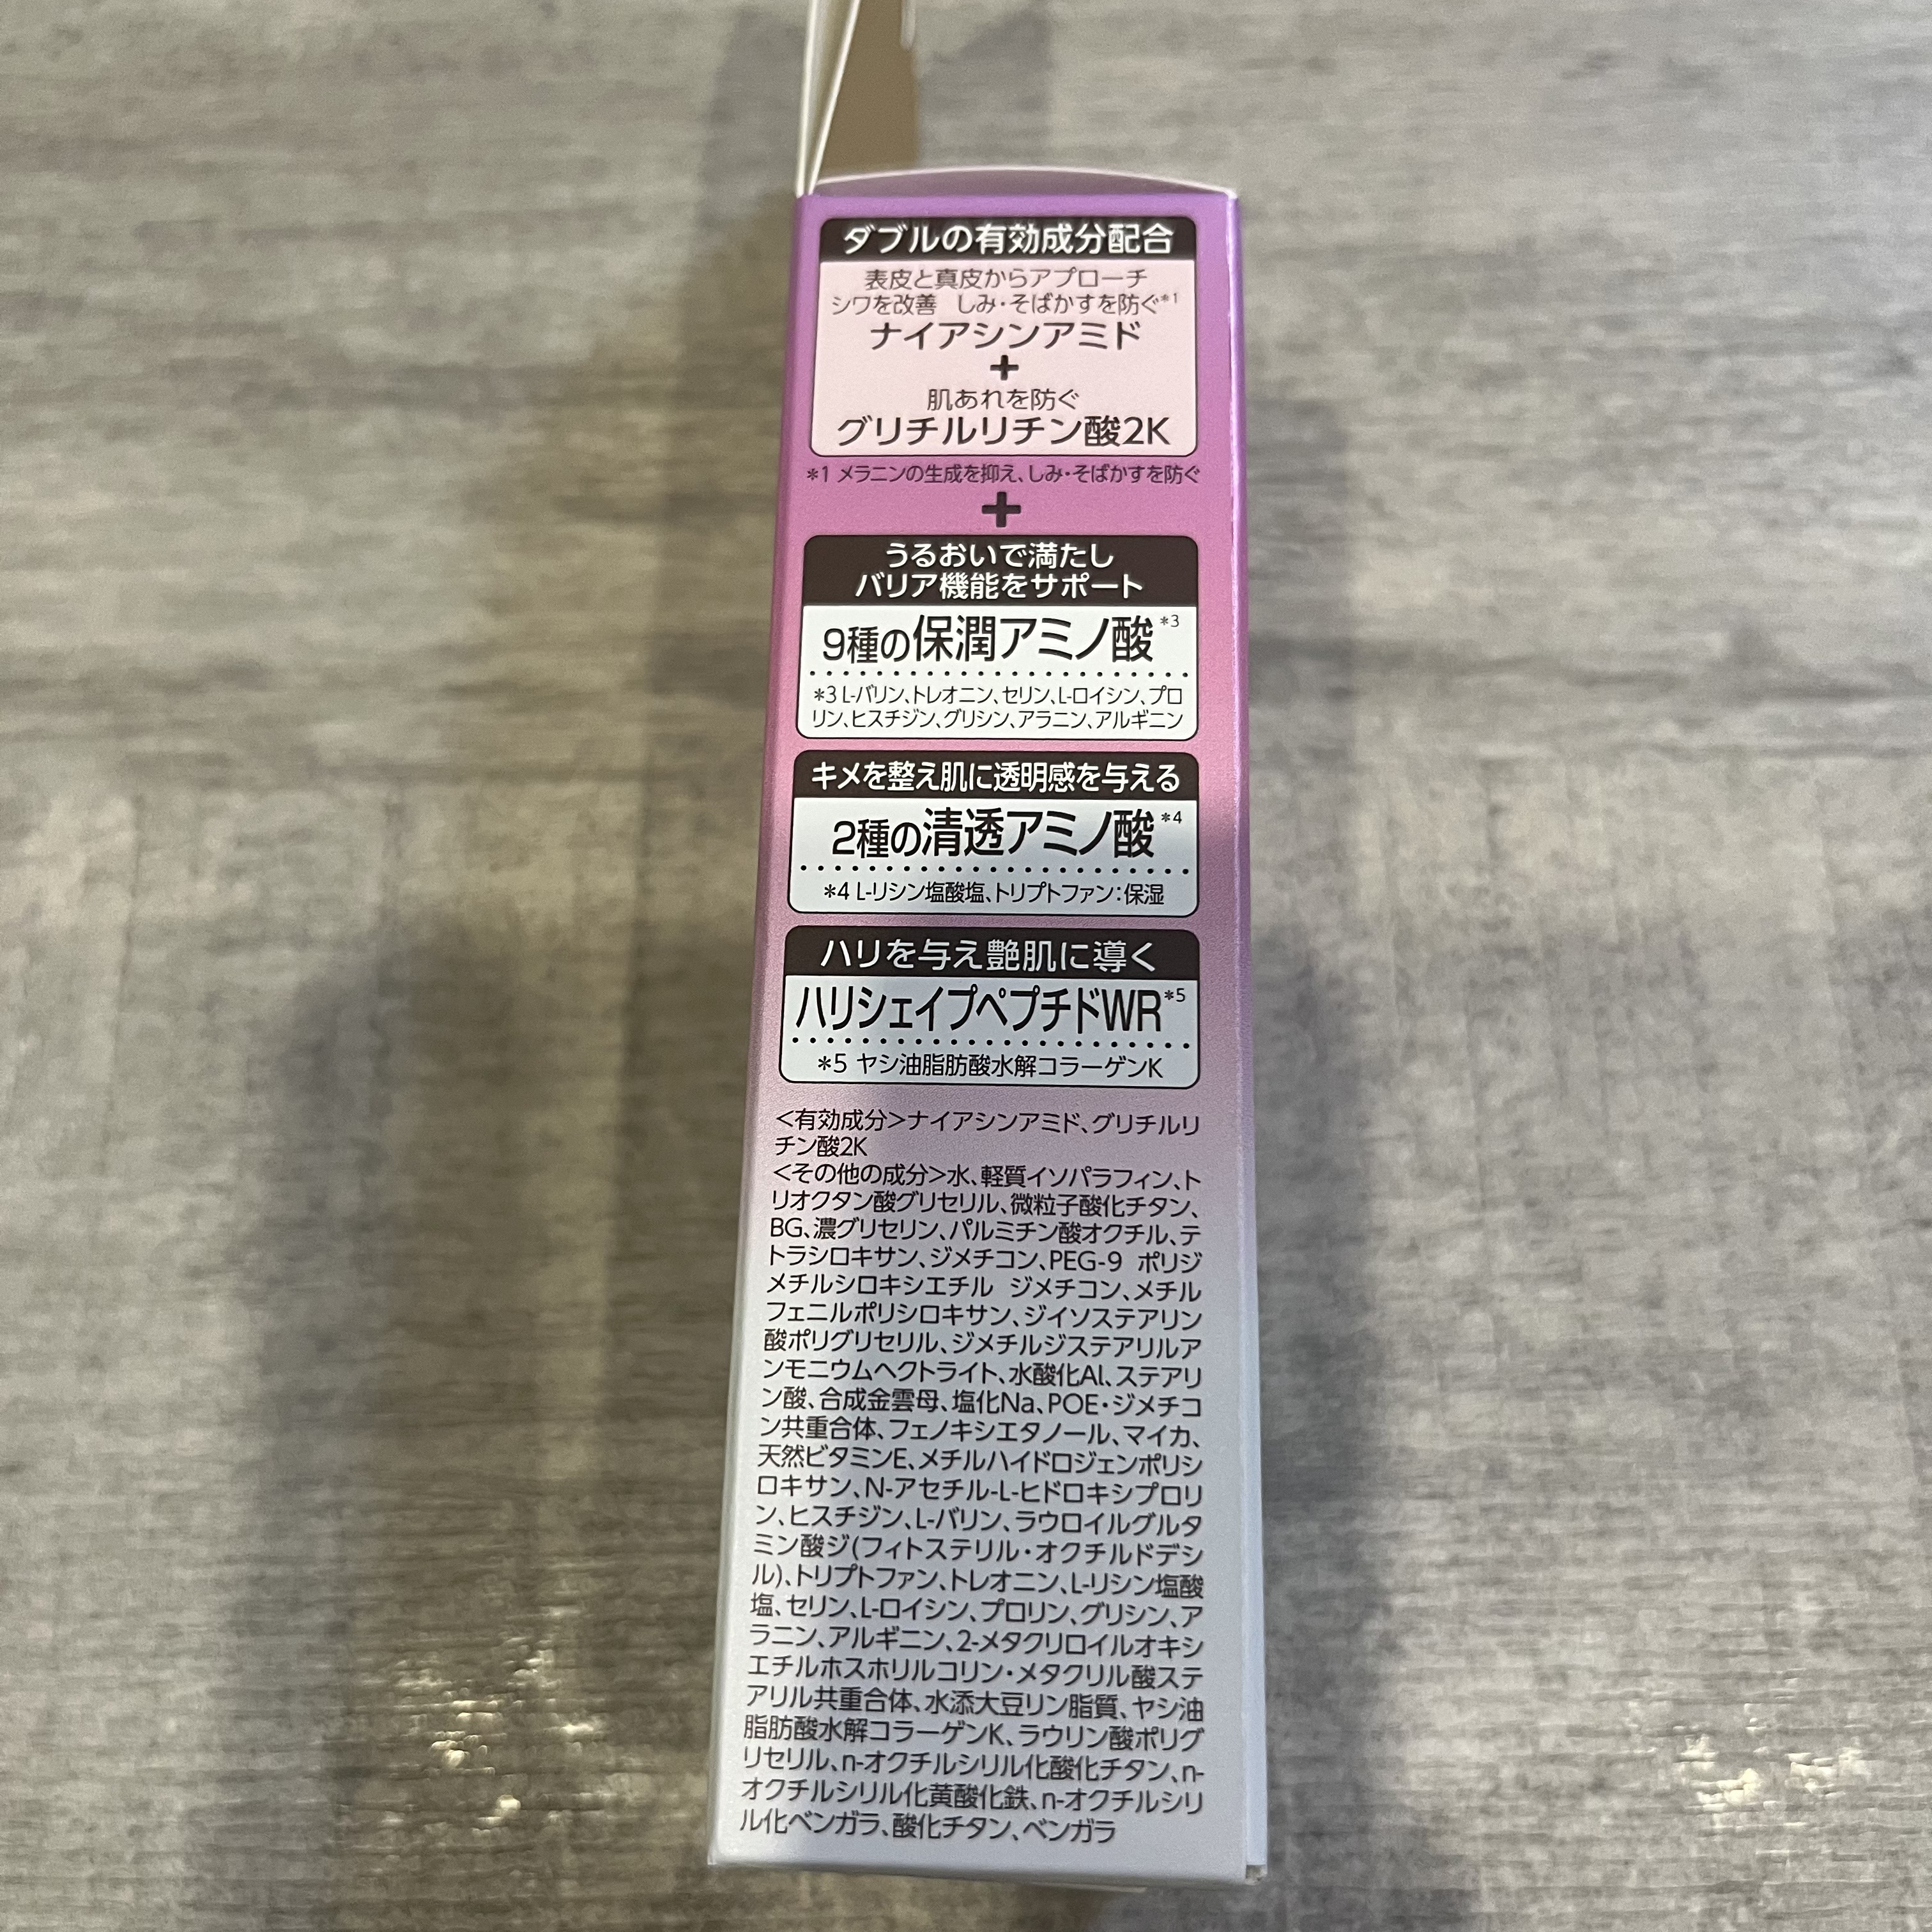 ダブルの有効成分配合
表皮と真皮からアプローチ
シワを改善 しみ・そばかすを防ぐ*1
ナイアシンアミド
+
肌あれを防ぐ
グリチルリチン酸2K
*1 メラニンの生成を抑え、しみ・そばかすを防ぐ
+
うるおいで満たし
バリア機能をサポート
9種の保潤アミノ酸*3
*3 L-バリン、トレオニン、セリン、L-ロイシン、プロ
リン、ヒスチジン、グリシン、アラニン、アルギニン
キメを整え肌に透明感を与える
2種の清透アミノ酸*4
*4 L-リシン塩酸塩、トリプトファン:保湿
ハリを与え艶肌に導く
ハリシェイプペプチドWR*5
*5 ヤシ油脂肪酸水解コラーゲンK
<有効成分>ナイアシンアミド、グリチルリ
チン酸2K
<その他の成分>水、軽質イソパラフィン、ト
リオクタン酸グリセリル、微粒子酸化チタン、
BG、濃グリセリン、パルミチン酸オクチル、テ
トラシロキサン、ジメチコン、PEG-9 ポリジ
メチルシロキシエチル ジメチコン、メチル
フェニルポリシロキサン、ジイソステアリン
酸ポリグリセリル、ジメチルジステアリルア
ンモニウムヘクトライト、水酸化Al、ステアリ
ン酸、合成金雲母、塩化Na、POE・ジメチコ
ン共重合体、フェノキシエタノール、マイカ、
天然ビタミンE、メチルハイドロジェンポリシ
ロキサン、N-アセチル-L-ヒドロキシプロリ
ン、ヒスチジン、L-バリン、ラウロイルグルタ
ミン酸ジ(フィトステリル・オクチルドデシ
ル)、トリプトファン、トレオニン、L-リシン塩酸
塩、セリン、L-ロイシン、プロリン、グリシン、ア
ラニン、アルギニン、2-メタクリロイルオキシ
エチルホスホリルコリン・メタクリル酸ステ
アリル共重合体、水添大豆リン脂質、ヤシ油
脂肪酸水解コラーゲンK、ラウリン酸ポリグ
リセリル、n-オクチルシリル化酸化チタン、n-
オクチルシリル化黄酸化鉄、n-オクチルシリ
ル化ベンガラ、酸化チタン、ベンガラ